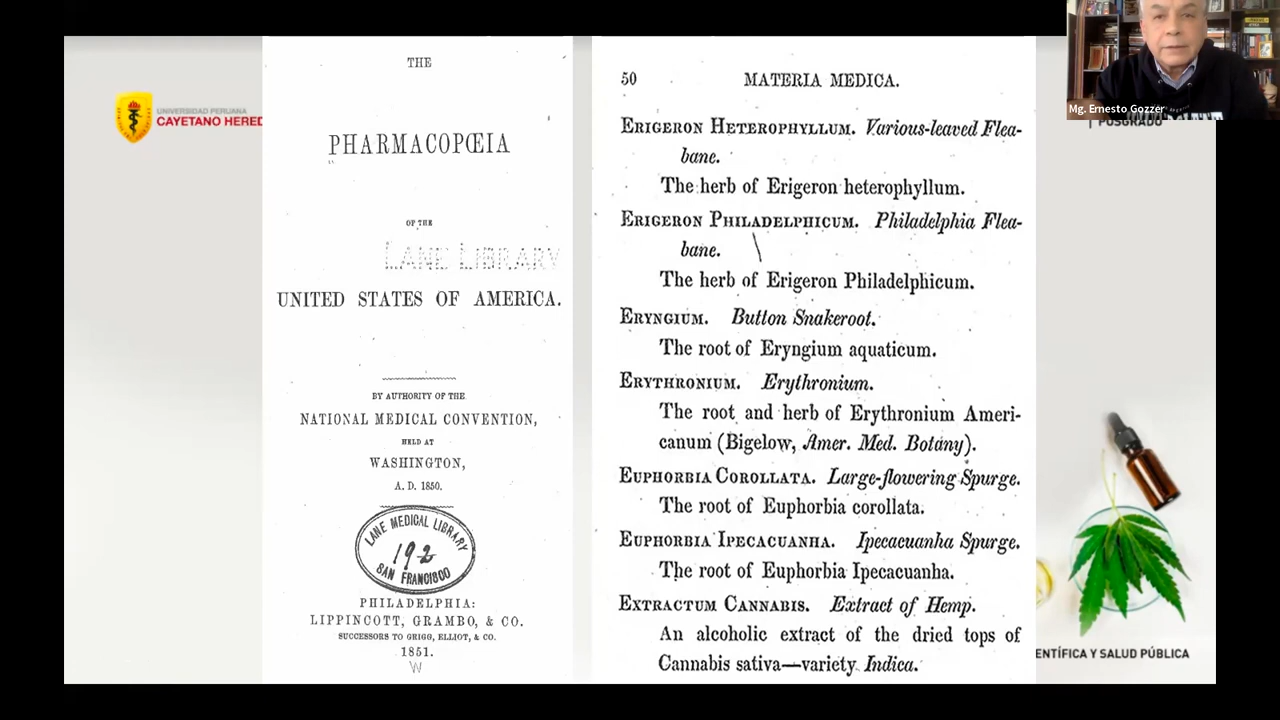 UNIVERSIDAD PERUANA
CAYETANO HERED
THE
PHARMACOPŒIA
OF THE
LANE LIBRARY
UNITED STATES OF AMERICA.
BY AUTHORITY OF THE
NATIONAL MEDICAL CONVENTION,
HELD AT
WASHINGTON,
A. D. 1850.
LANE MEDICAL LIBRARY
192
SAN FRANCISCO
PHILADELPHIA:
LIPPINCOTT, GRAMBO, & CO.
SUCCESSORS TO GRIGG, ELLIOT, & CO.
1851.
W
50 MATERIA MEDICA.
ERIGERON HETEROPHYLLUM. Various-leaved Flea-
bane.
The herb of Erigeron heterophyllum.
ERIGERON PHILADELPHICUM. Philadelphia Flea-
bane.
The herb of Erigeron Philadelphicum.
ERYNGIUM. Button Snakeroot.
The root of Eryngium aquaticum.
ERYTHRONIUM. Erythronium.
The root and herb of Erythronium Ameri-
canum (Bigelow, Amer. Med. Botany).
EUPHORBIA COROLLATA. Large-flowering Spurge.
The root of Euphorbia corollata.
EUPHORBIA IPECACUANHA. Ipecacuanha Spurge.
The root of Euphorbia Ipecacuanha.
EXTRACTUM CANNABIS. Extract of Hemp.
An alcoholic extract of the dried tops of
Cannabis sativa—variety Indica.
Mg. Ernesto Gozzer
POSGRADO
ENTÍFICA Y SALUD PÚBLICA